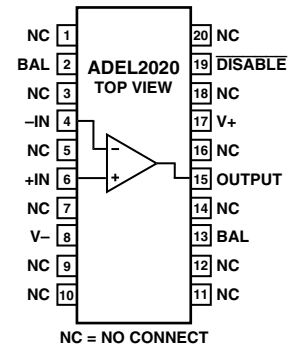 NC 1 20 NC
BAL 2 ADEL2020 19 DISABLE
NC 3 TOP VIEW 18 NC
–IN 4 17 V+
NC 5 – 16 NC
+IN 6 + 15 OUTPUT
NC 7 14 NC
V– 8 13 BAL
NC 9 12 NC
NC 10 11 NC
NC = NO CONNECT